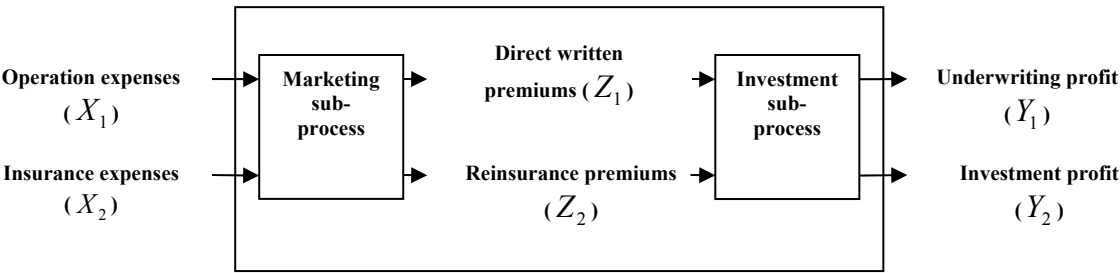 Operation expenses
( X₁ )
Insurance expenses
( X₂ )
Marketing
sub-
process
Direct written
premiums ( Z₁ )
Reinsurance premiums
( Z₂ )
Investment
sub-
process
Underwriting profit
( Y₁ )
Investment profit
( Y₂ )